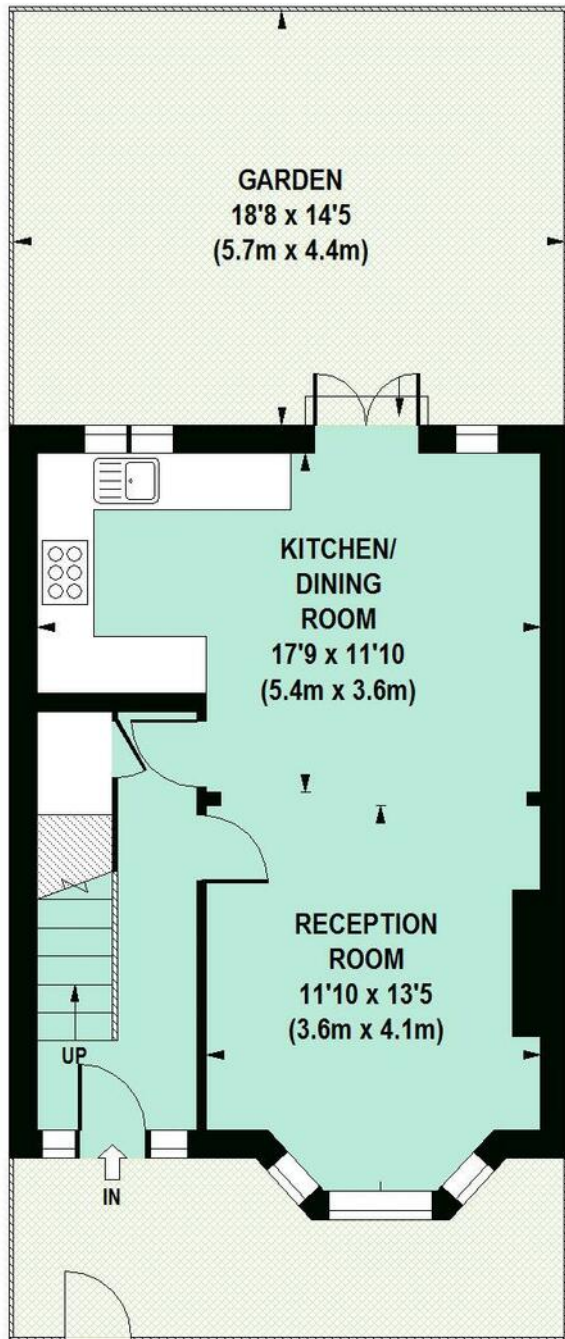 GARDEN
18'8 x 14'5
(5.7m x 4.4m)
KITCHEN/
DINING
ROOM
17'9 x 11'10
(5.4m x 3.6m)
RECEPTION
ROOM
11'10 x 13'5
(3.6m x 4.1m)
UP
IN